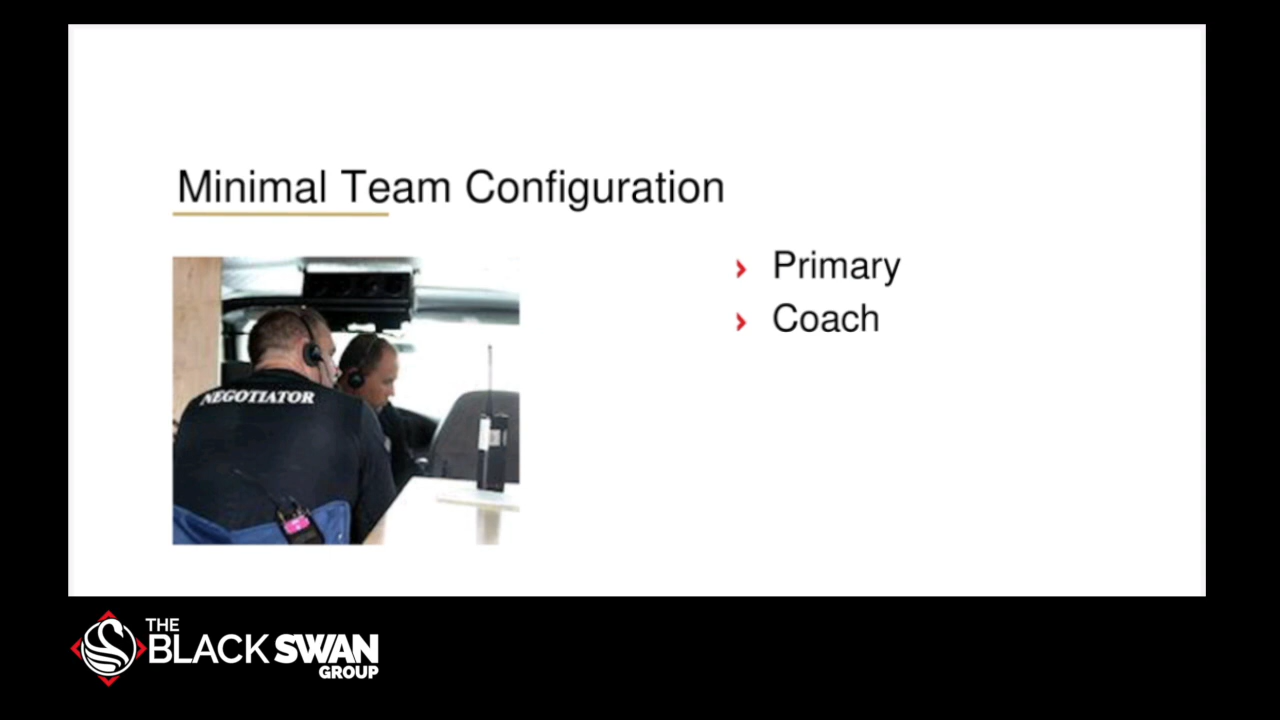 Minimal Team Configuration
› Primary
› Coach
NEGOTIATOR
THE
BLACK SWAN
GROUP